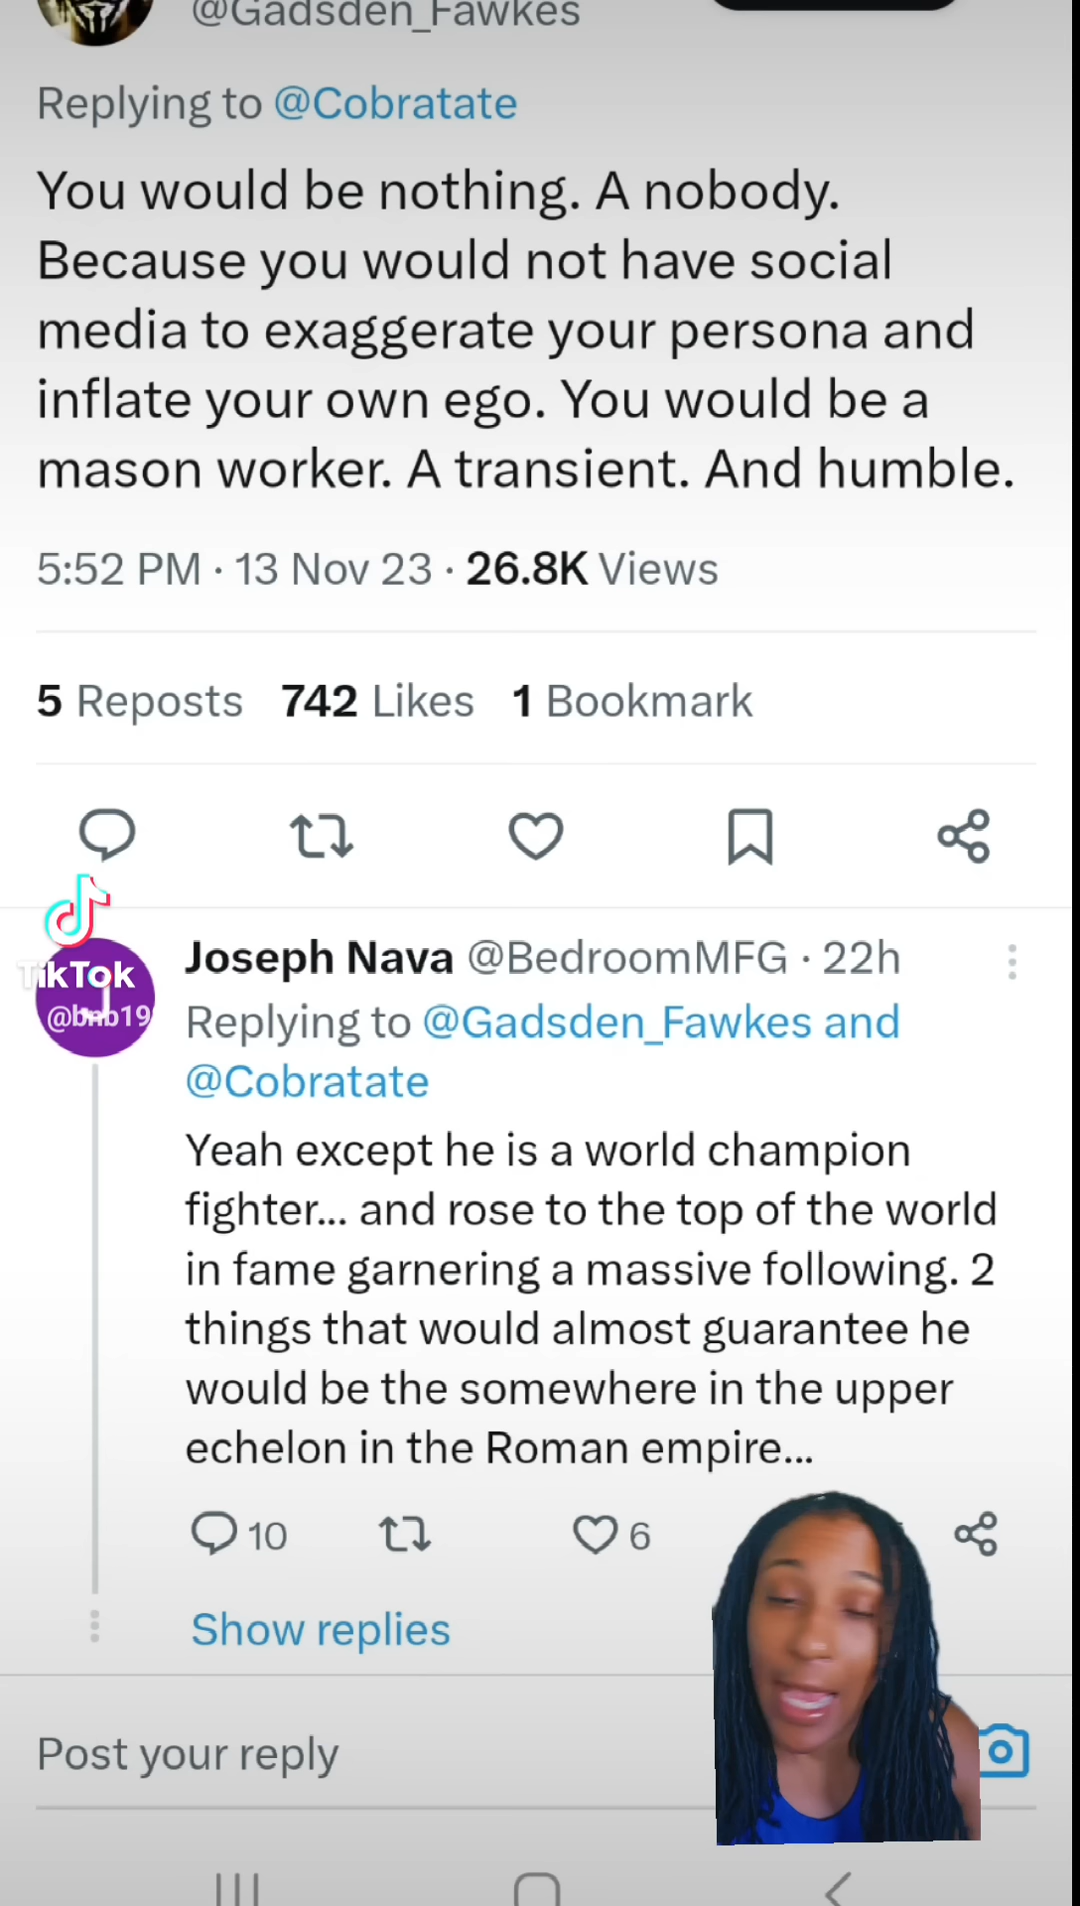 @Gadsden_Fawkes
Replying to @Cobratate
You would be nothing. A nobody.
Because you would not have social
media to exaggerate your persona and
inflate your own ego. You would be a
mason worker. A transient. And humble.
5:52 PM · 13 Nov 23 · 26.8K Views
5 Reposts 742 Likes 1 Bookmark
Joseph Nava @BedroomMFG · 22h
TikTok
@bnb19
Replying to @Gadsden_Fawkes and
@Cobratate
Yeah except he is a world champion
fighter... and rose to the top of the world
in fame garnering a massive following. 2
things that would almost guarantee he
would be the somewhere in the upper
echelon in the Roman empire...
10 6
Show replies
Post your reply